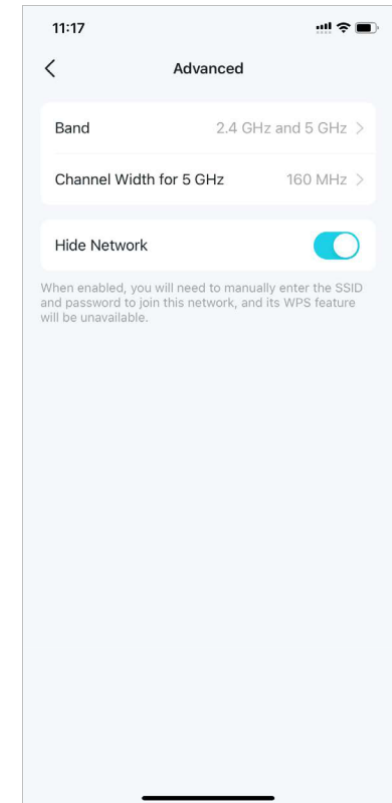 11:17
Advanced
Band 2.4 GHz and 5 GHz
Channel Width for 5 GHz 160 MHz
Hide Network
When enabled, you will need to manually enter the SSID
and password to join this network, and its WPS feature
will be unavailable.